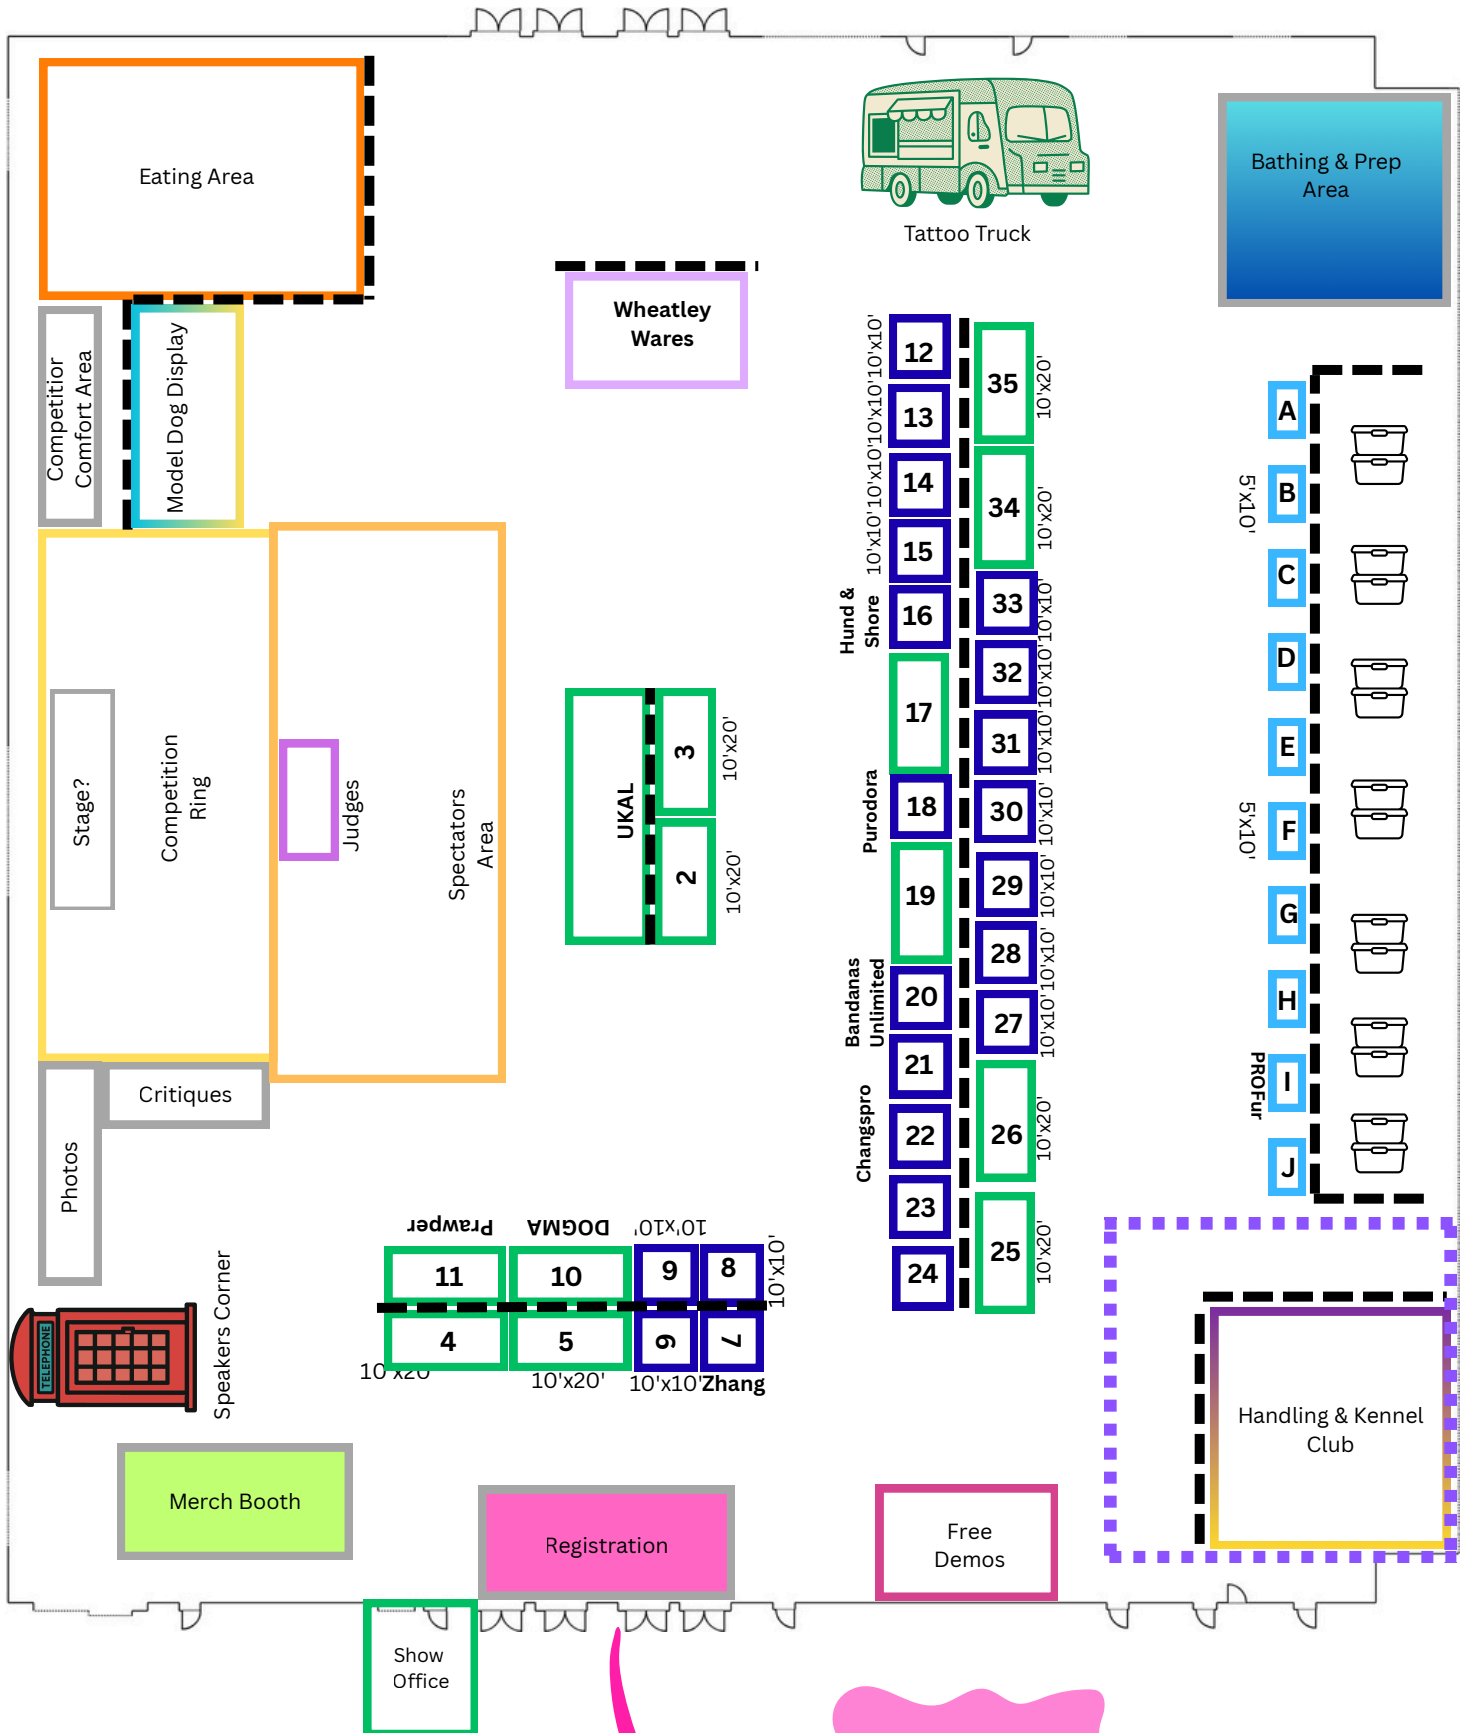 Eating Area
Tattoo Truck
Bathing & Prep
Area
Wheatley
Wares
Competitior
Comfort Area
Model Dog Display
12
10'x10'
13
10'x10'
14
10'x10'
15
10'x10'
16
Hund &
Shore
17
18
Purodora
19
20
Bandanas
Unlimited
21
22
Changspro
23
24
35
10'x20'
34
10'x20'
33
10'x10'
32
10'x10'
31
10'x10'
30
10'x10'
29
10'x10'
28
10'x10'
27
10'x10'
26
10'x20'
25
10'x20'
A
B
5'x10'
C
D
E
F
5'x10'
G
H
I
PROFur
J
Stage?
Competition
Ring
Judges
Spectators
Area
UKAL
3
10'x20'
2
10'x20'
Critiques
Photos
Prawper
DOGMA
10'x10'
11
10
9
8
10'x10'
4
5
6
7
10'x20'
10'x20'
10'x10'
Zhang
TELEPHONE
Speakers Corner
Merch Booth
Registration
Free
Demos
Handling & Kennel
Club
Show
Office